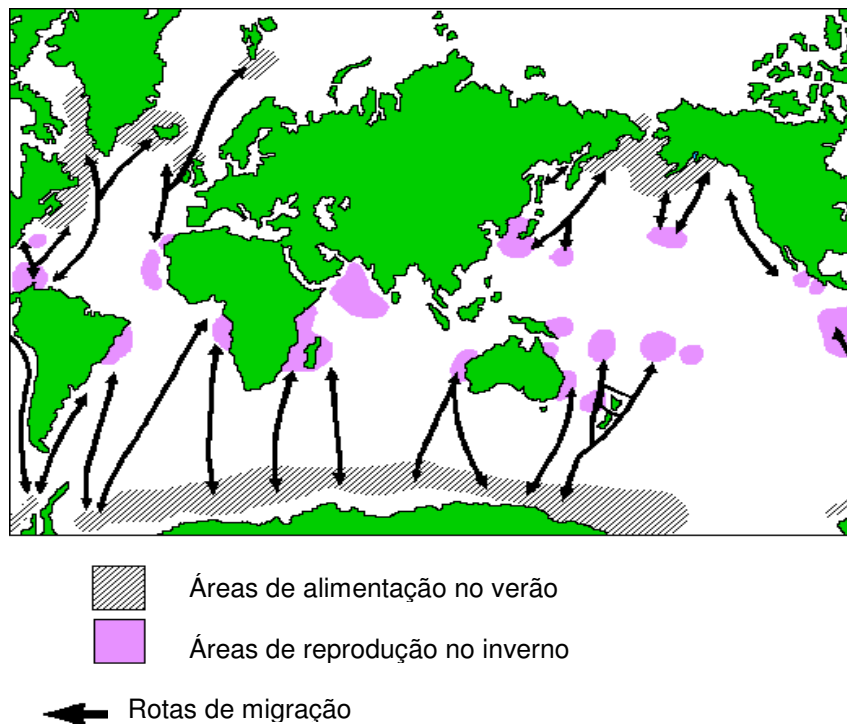 Áreas de alimentação no verão
Áreas de reprodução no inverno
Rotas de migração